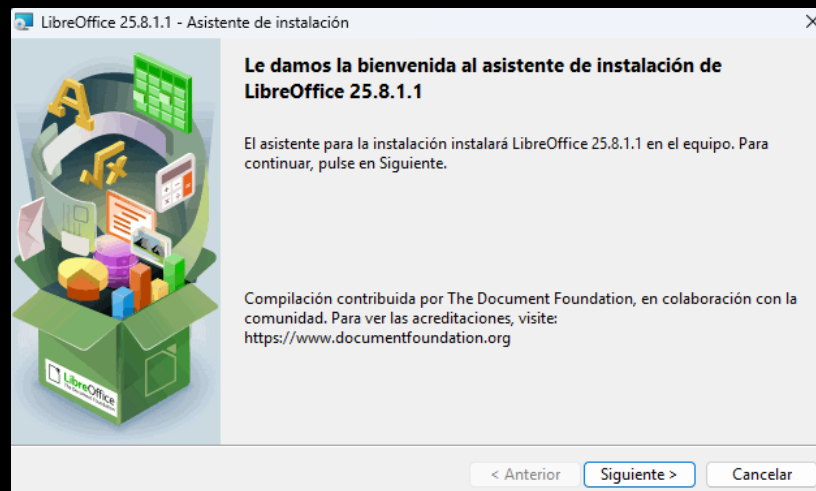 LibreOffice 25.8.1.1 - Asistente de instalación
Le damos la bienvenida al asistente de instalación de
LibreOffice 25.8.1.1
El asistente para la instalación instalará LibreOffice 25.8.1.1 en el equipo. Para
continuar, pulse en Siguiente.
Compilación contribuida por The Document Foundation, en colaboración con la
comunidad. Para ver las acreditaciones, visite:
https://www.documentfoundation.org
LibreOffice
The Document Foundation
< Anterior
Siguiente >
Cancelar